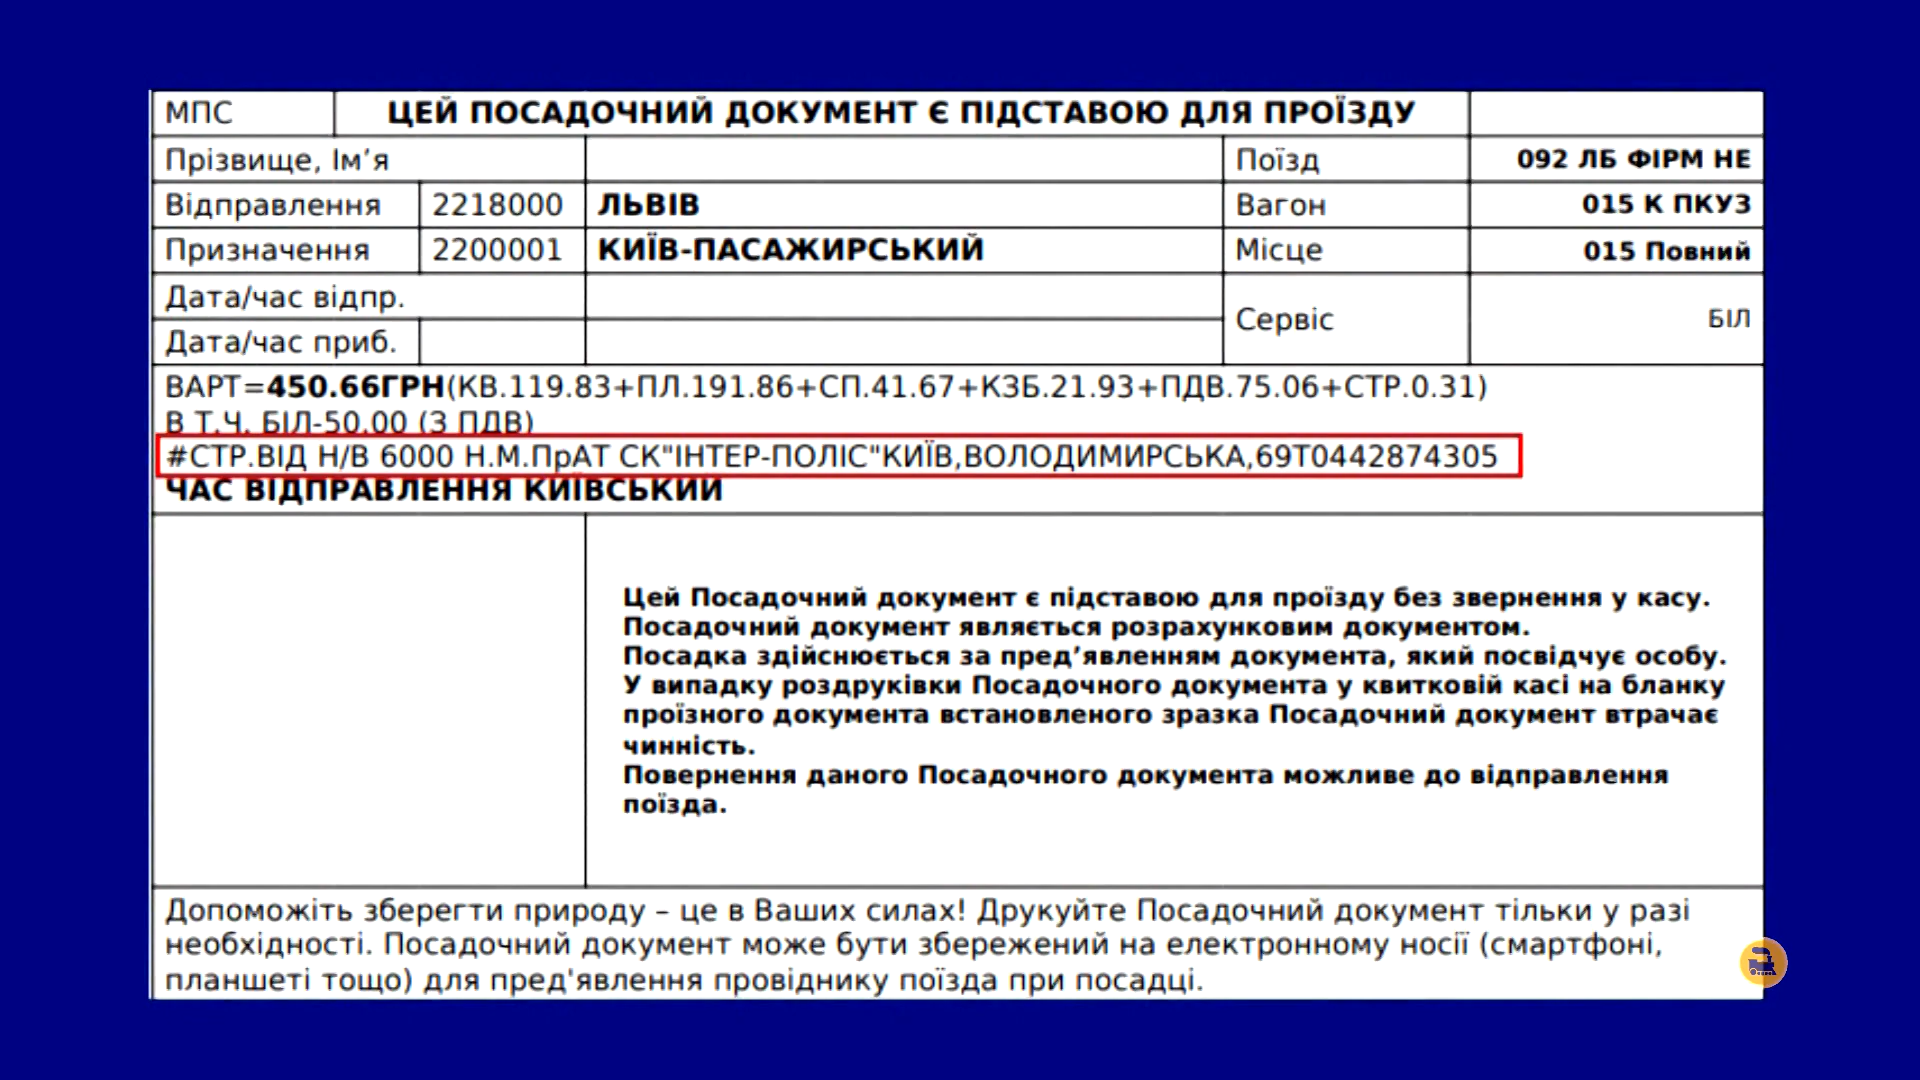 МПС ЦЕЙ ПОСАДОЧНИЙ ДОКУМЕНТ Є ПІДСТАВОЮ ДЛЯ ПРОЇЗДУ
Прізвище, Ім’я Поїзд 092 ЛБ ФІРМ НЕ
Відправлення 2218000 ЛЬВІВ Вагон 015 К ПКУЗ
Призначення 2200001 КИЇВ-ПАСАЖИРСЬКИЙ Місце 015 Повний
Дата/час відпр.
Сервіс БІЛ
Дата/час приб.
ВАРТ=450.66ГРН(КВ.119.83+ПЛ.191.86+СП.41.67+КЗБ.21.93+ПДВ.75.06+СТР.0.31)
В Т.Ч. БІЛ-50.00 (З ПДВ)
#СТР.ВІД Н/В 6000 Н.М.ПрАТ СК"ІНТЕР-ПОЛІС"КИЇВ,ВОЛОДИМИРСЬКА,69Т0442874305
ЧАС ВІДПРАВЛЕННЯ КИЇВСЬКИЙ
Цей Посадочний документ є підставою для проїзду без звернення у касу.
Посадочний документ являється розрахунковим документом.
Посадка здійснюється за пред’явленням документа, який посвідчує особу.
У випадку роздруківки Посадочного документа у квитковій касі на бланку
проїзного документа встановленого зразка Посадочний документ втрачає
чинність.
Повернення даного Посадочного документа можливе до відправлення
поїзда.
Допоможіть зберегти природу – це в Ваших силах! Друкуйте Посадочний документ тільки у разі
необхідності. Посадочний документ може бути збережений на електронному носії (смартфоні,
планшеті тощо) для пред'явлення провіднику поїзда при посадці.